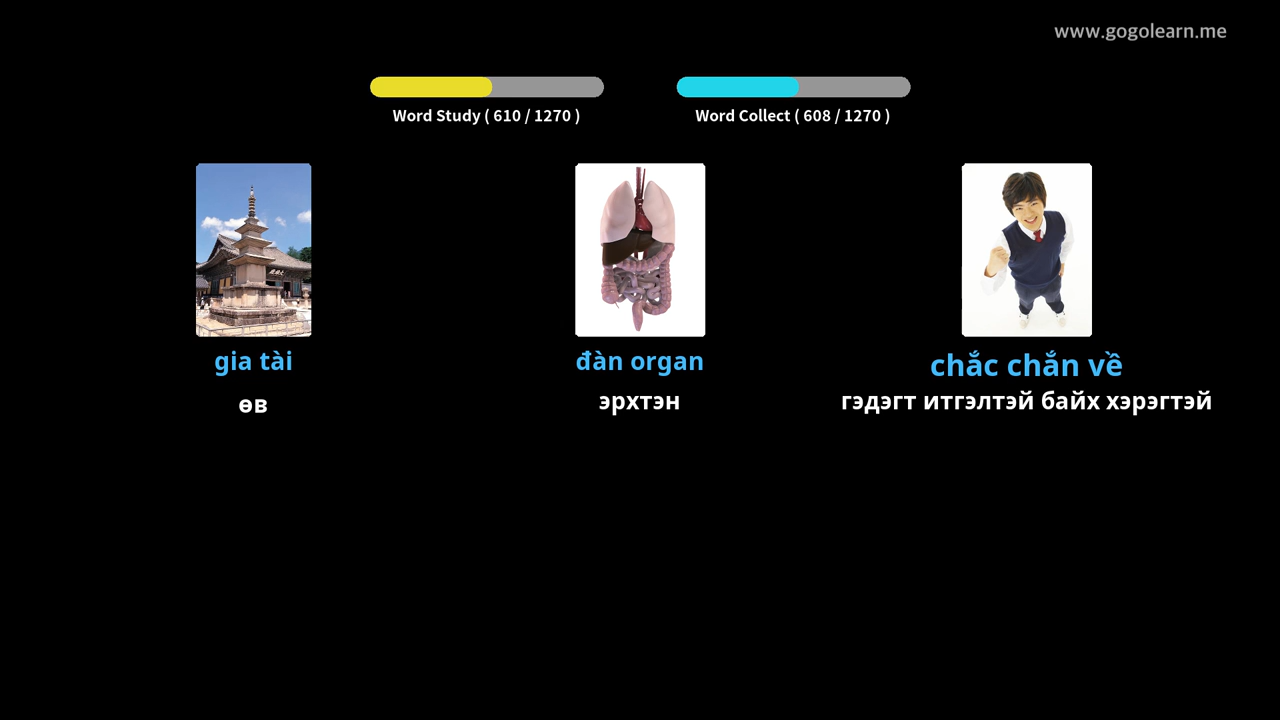 www.gogolearn.me
Word Study ( 610 / 1270 )
Word Collect ( 608 / 1270 )
gia tài
đàn organ
chắc chắn về
өв
эрхтэн
гэдэгт итгэлтэй байх хэрэгтэй